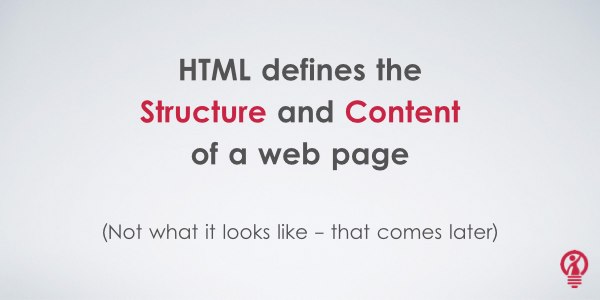 HTML defines the
Structure and Content
of a web page
(Not what it looks like – that comes later)